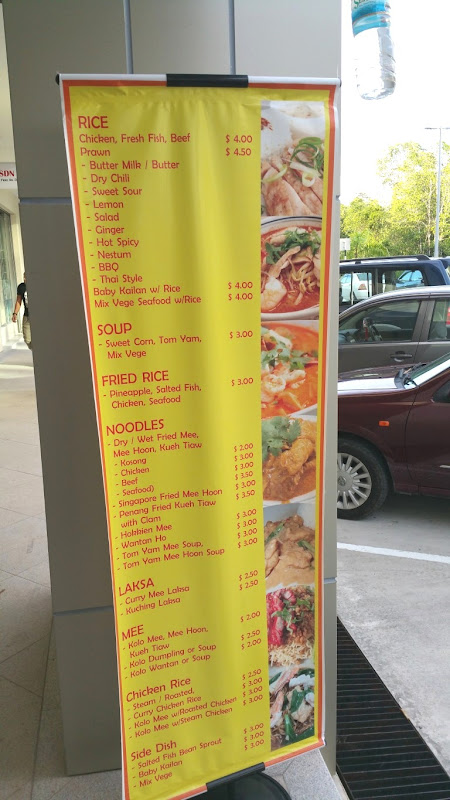 RICE
Chicken, Fresh Fish, Beef $ 4.00
Prawn $ 4.50
- Butter Milk / Butter
- Dry Chili
- Sweet Sour
- Lemon
- Salad
- Ginger
- Hot Spicy
- Nestum
- BBQ
- Thai Style
Baby Kailan w/ Rice $ 4.00
Mix Vege Seafood w/Rice $ 4.00
SOUP
- Sweet Corn, Tom Yam, $ 3.00
Mix Vege
FRIED RICE
- Pineapple, Salted Fish, $ 3.00
Chicken, Seafood
NOODLES
- Dry / Wet Fried Mee,
Mee Hoon, Kueh Tiaw
- Kosong $ 2.00
- Chicken $ 3.00
- Beef $ 3.00
- Seafood) $ 3.50
- Singapore Fried Mee Hoon $ 3.00
- Penang Fried Kueh Tiaw $ 3.50
with Clam
- Hokkien Mee $ 3.00
- Wantan Ho $ 3.00
- Tom Yam Mee Soup, $ 3.00
- Tom Yam Mee Hoon Soup $ 3.00
LAKSA
- Curry Mee Laksa $ 2.50
- Kuching Laksa $ 2.50
MEE
- Kolo Mee, Mee Hoon, $ 2.00
Kueh Tiaw
- Kolo Dumpling or Soup $ 2.50
- Kolo Wantan or Soup $ 2.00
Chicken Rice
- Steam / Roasted, $ 2.50
- Curry Chicken Rice $ 3.00
- Kolo Mee w/Roasted Chicken $ 3.00
- Kolo Mee w/Steam Chicken $ 3.00
Side Dish
- Salted Fish Bean Sprout $ 3.00
- Baby Kailan $ 3.00
- Mix Vege $ 3.00